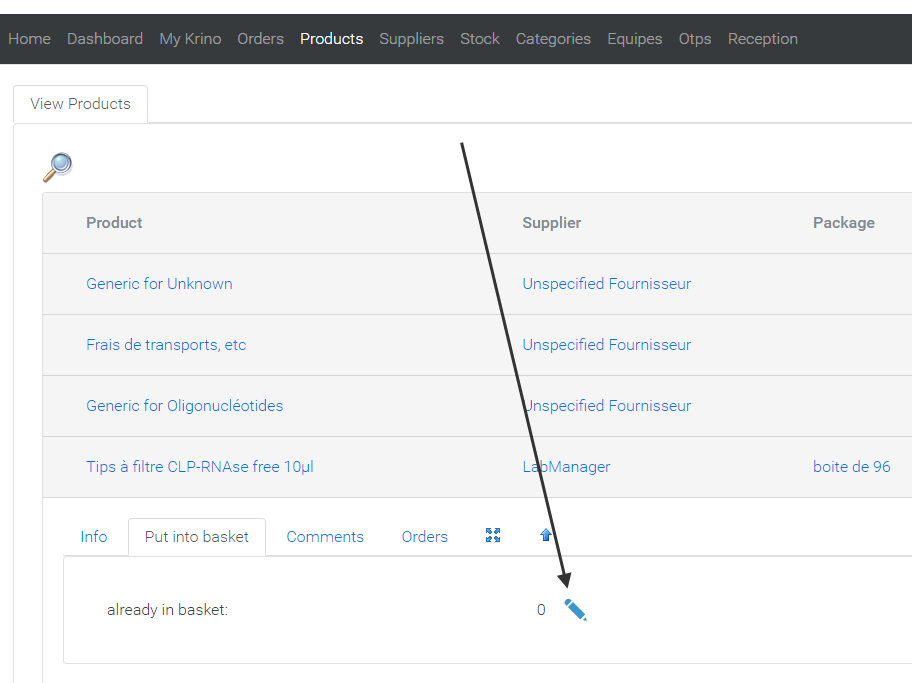 Home Dashboard My Krino Orders Products Suppliers Stock Categories Equipes Otps Reception
View Products
Product Supplier Package
Generic for Unknown Unspecified Fournisseur
Frais de transports, etc Unspecified Fournisseur
Generic for Oligonucléotides Unspecified Fournisseur
Tips à filtre CLP-RNAse free 10µl LabManager boite de 96
Info Put into basket Comments Orders
already in basket: 0